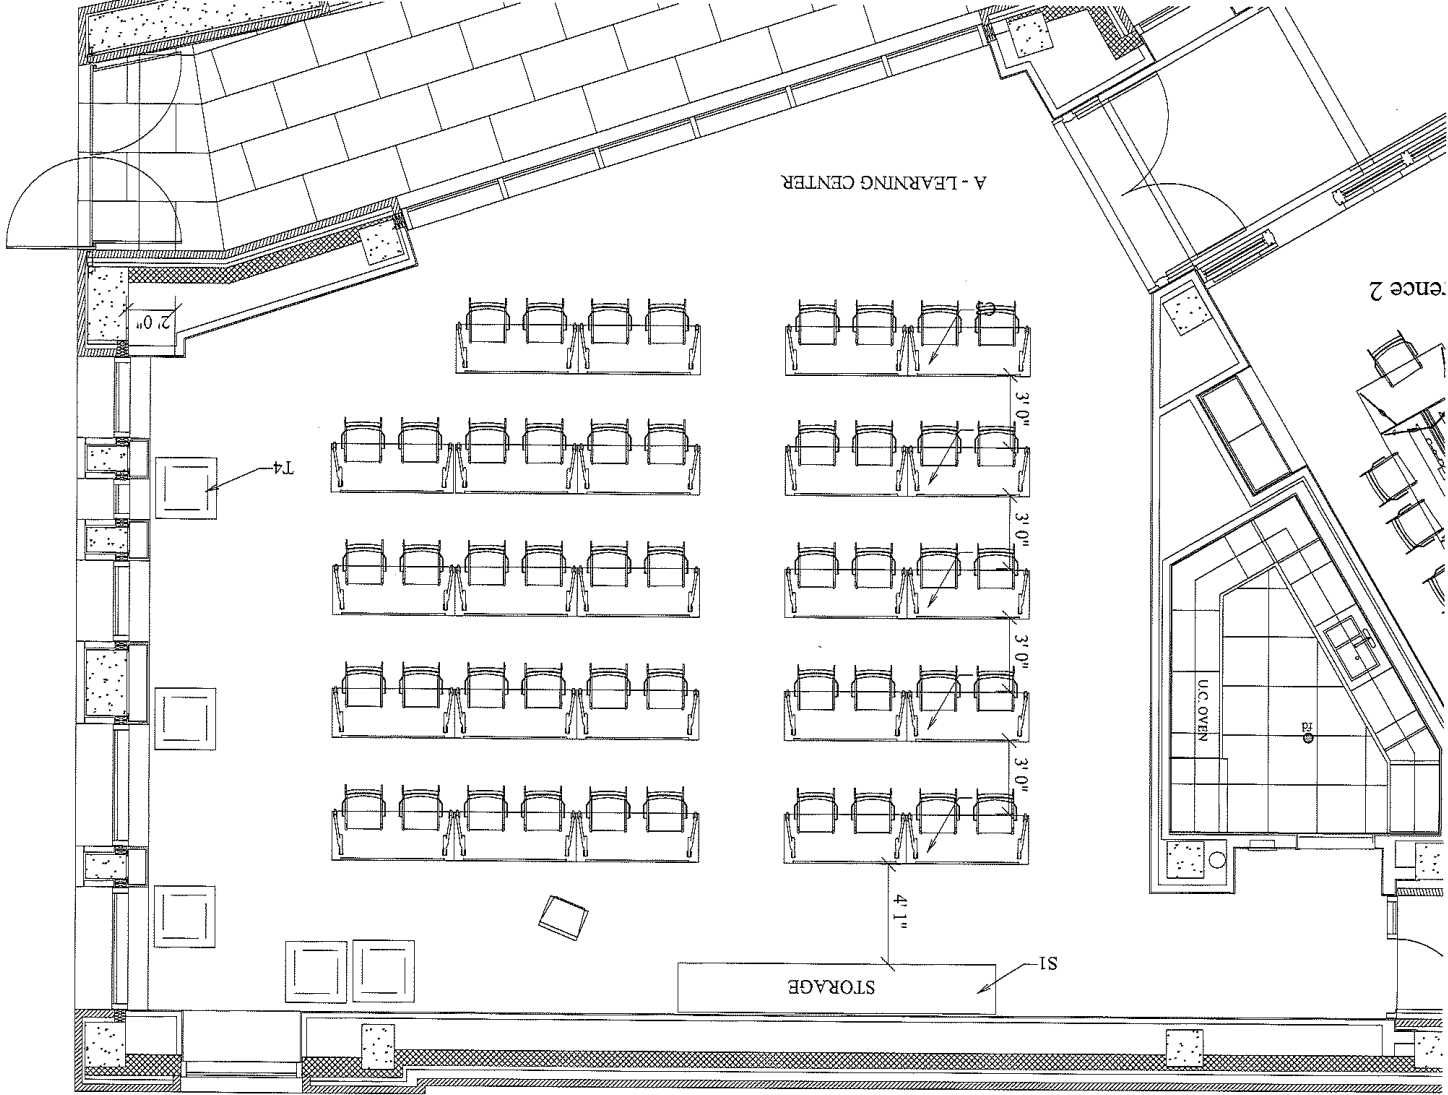 A - LEARNING CENTER
2' 0"
rence 2
3' 0"
T4
3' 0"
3' 0"
U.C. OVEN
fd
3' 0"
4' 1"
S1
STORAGE